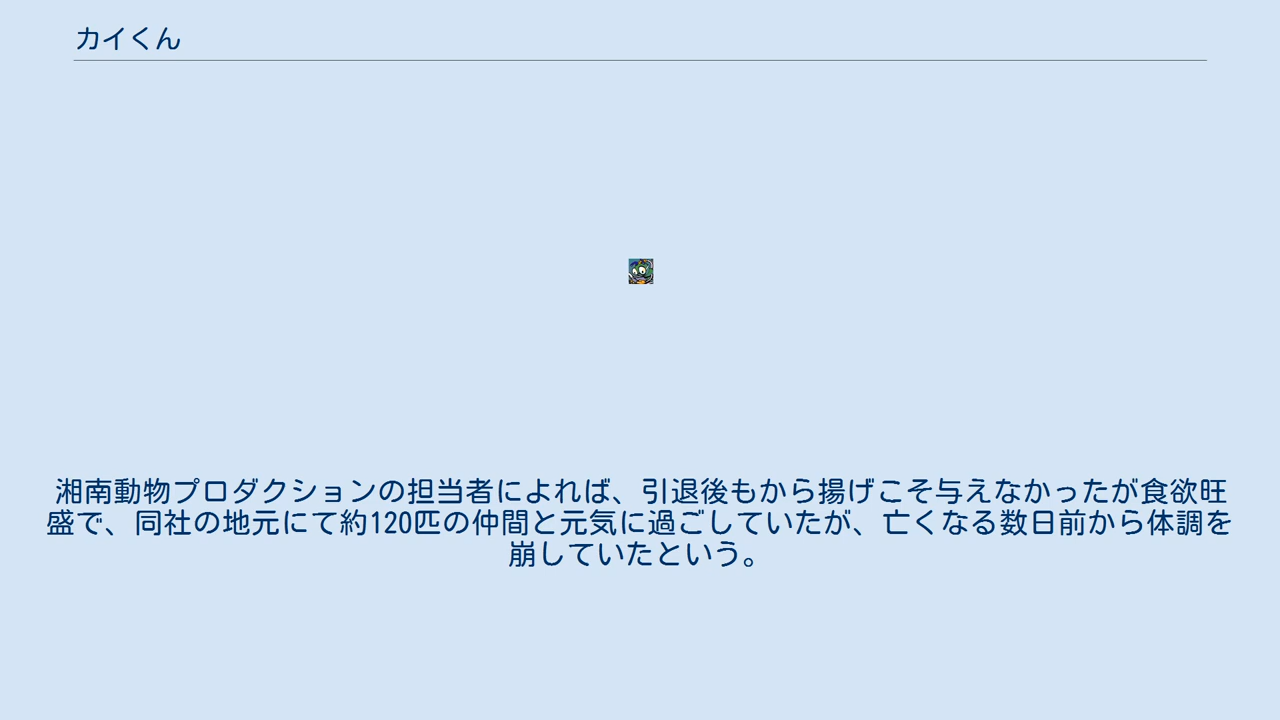 カイくん
湘南動物プロダクションの担当者によれば、引退後もから揚げこそ与えなかったが食欲旺
盛で、同社の地元にて約120匹の仲間と元気に過ごしていたが、亡くなる数日前から体調を
崩していたという。